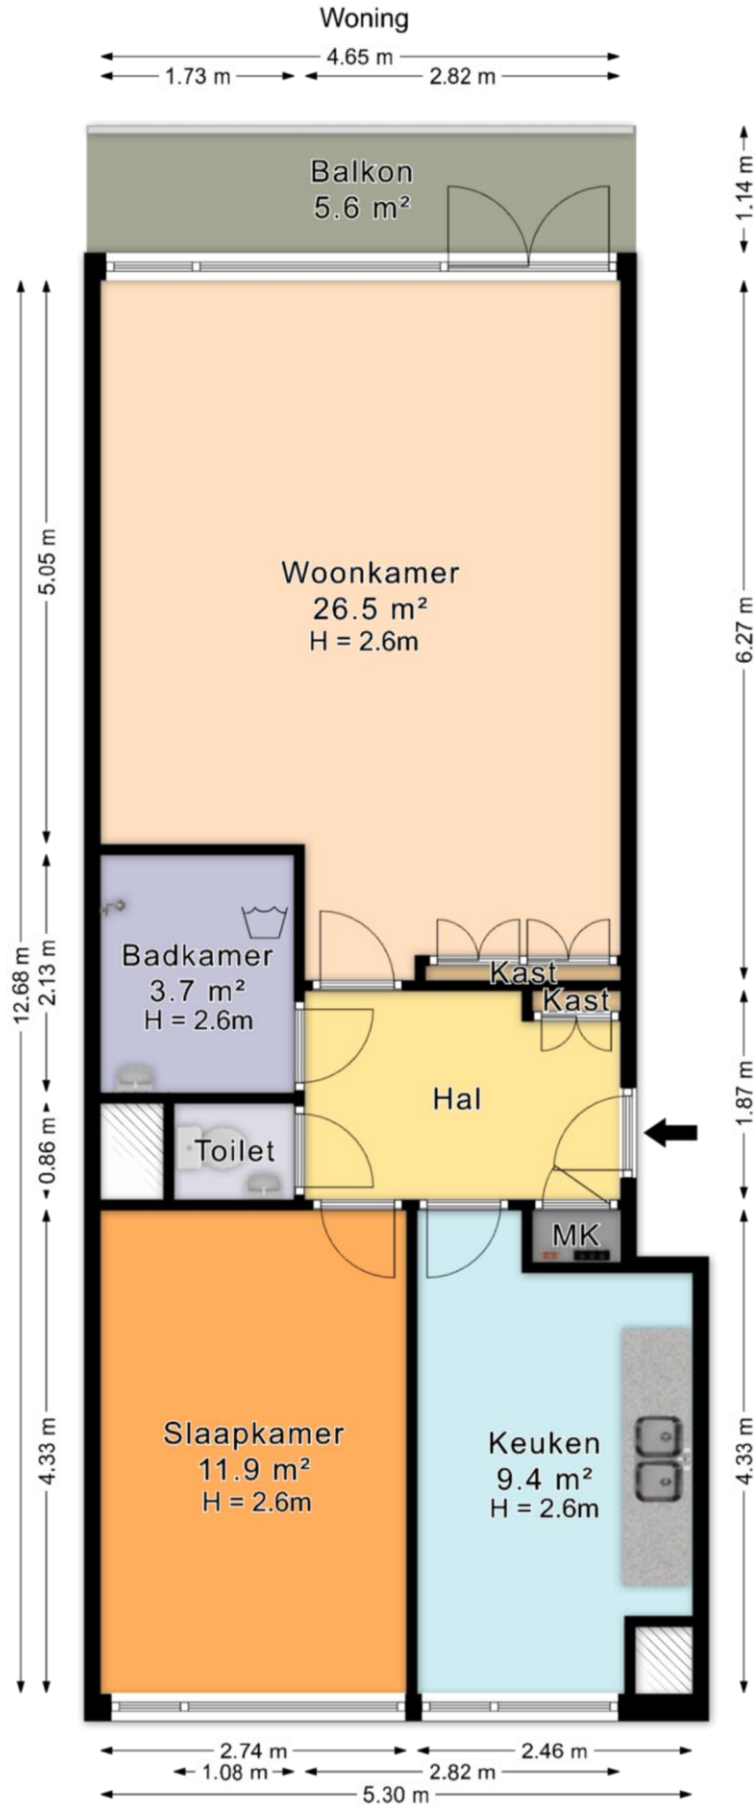 Woning
4.65 m
1.73 m
2.82 m
Balkon
5.6 m²
1.14 m
5.05 m
6.27 m
Woonkamer
26.5 m²
H = 2.6m
12.68 m
2.13 m
Badkamer
3.7 m²
H = 2.6m
Kast
Kast
Hal
1.87 m
0.86 m
Toilet
MK
4.33 m
Slaapkamer
11.9 m²
H = 2.6m
Keuken
9.4 m²
H = 2.6m
4.33 m
2.74 m
2.46 m
1.08 m
2.82 m
5.30 m